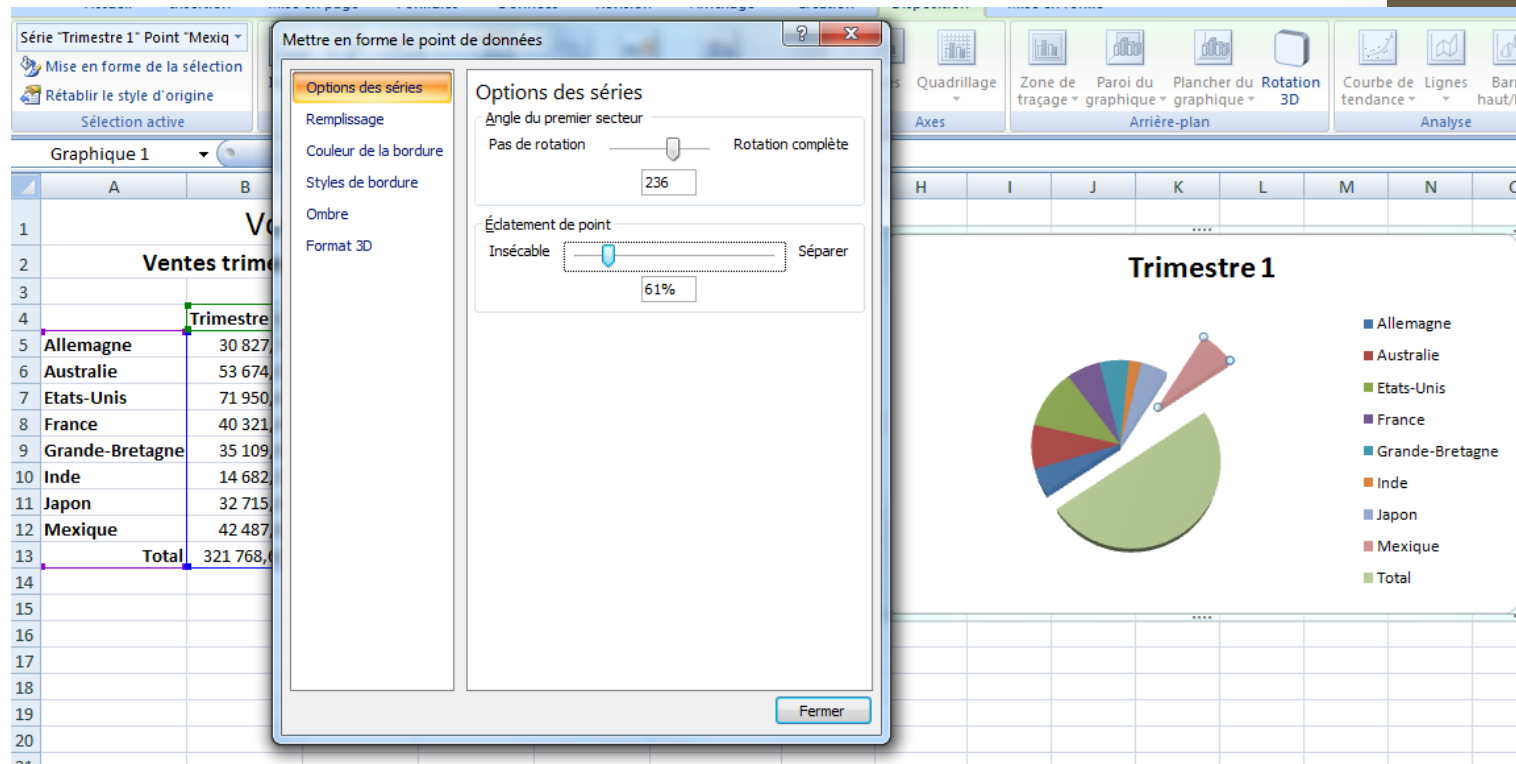 Disposition
Série "Trimestre 1" Point "Mexiq
Mise en forme de la sélection
Rétablir le style d'origine
Sélection active
Mettre en forme le point de données
Quadrillage
Axes
Zone de traçage
Paroi du graphique
Plancher du graphique
Rotation 3D
Arrière-plan
Courbe de tendance
Lignes
Analyse
Graphique 1
Options des séries
Remplissage
Couleur de la bordure
Styles de bordure
Ombre
Format 3D
Options des séries
Angle du premier secteur
Pas de rotation Rotation complète
236
Éclatement de point
Insécable Séparer
61%
Fermer
A B H I J K L M N
1
2 Ventes
3
4 Trimestre
5 Allemagne 30 827,
6 Australie 53 674,
7 Etats-Unis 71 950,
8 France 40 321,
9 Grande-Bretagne 35 109,
10 Inde 14 682,
11 Japon 32 715,
12 Mexique 42 487,
13 Total 321 768,
14
15
16
17
18
19
20
Trimestre 1
Allemagne
Australie
Etats-Unis
France
Grande-Bretagne
Inde
Japon
Mexique
Total